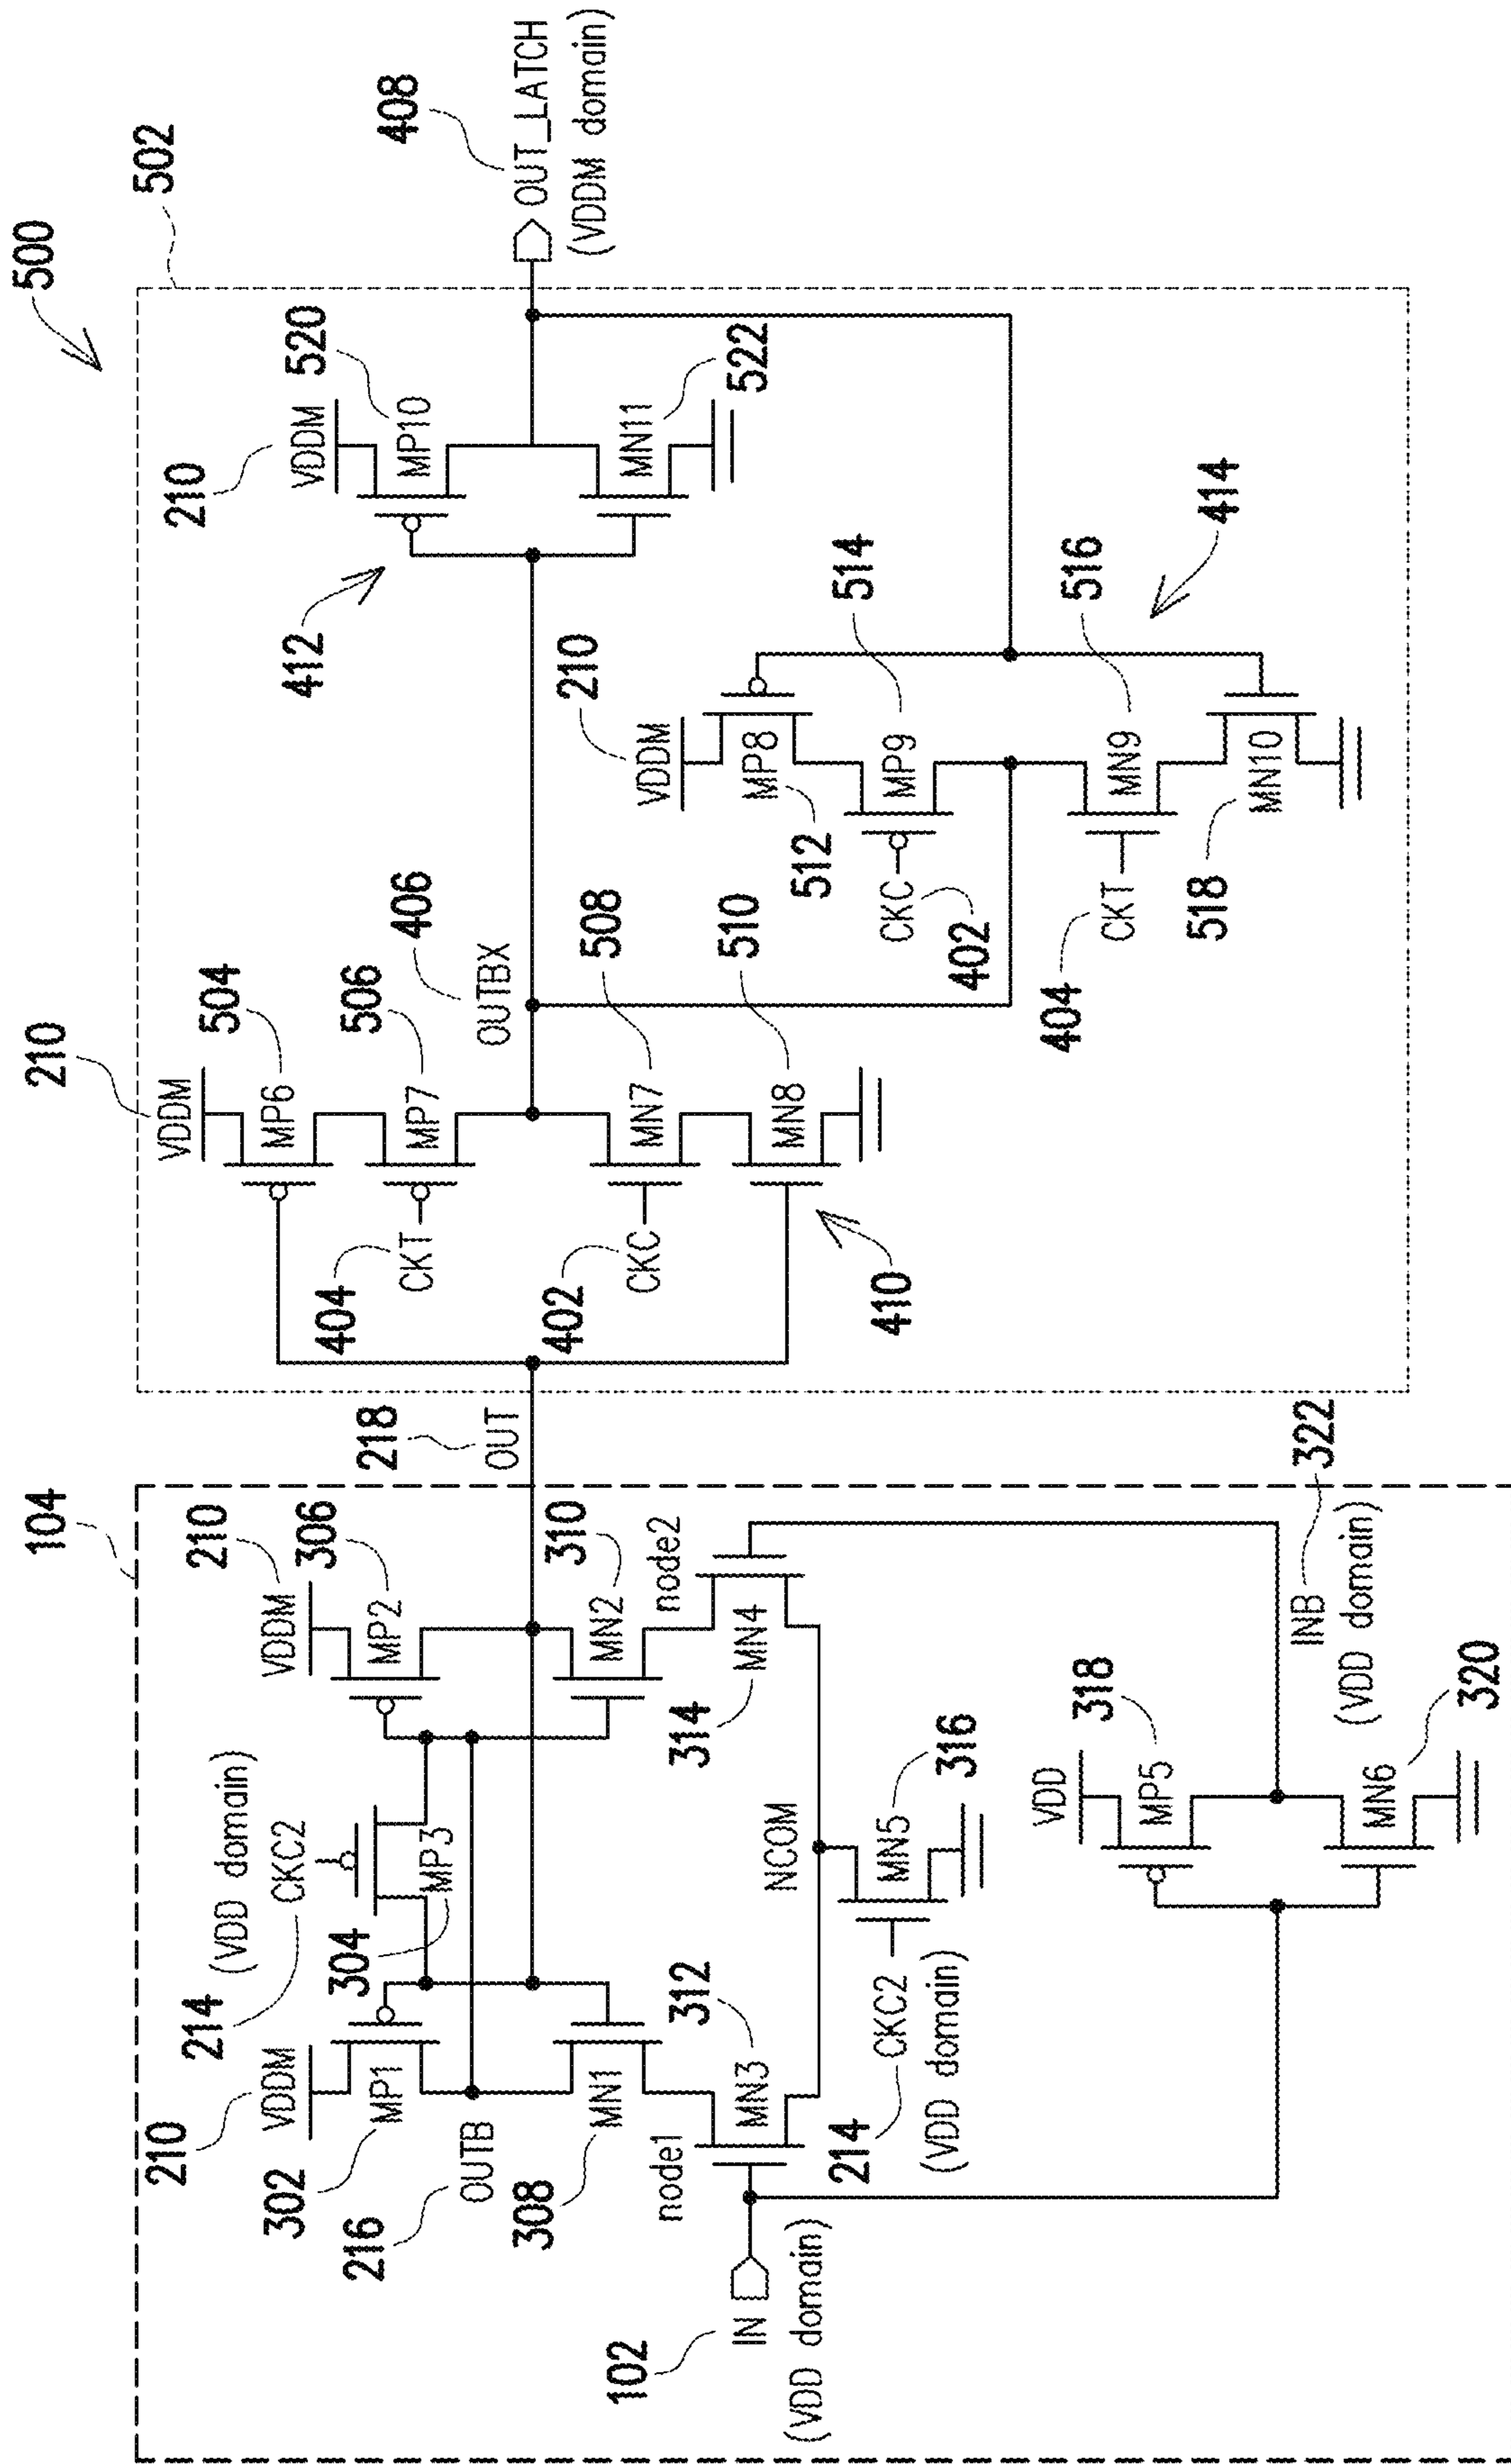 500
104
502
210
VDDM
504
MP6
506
MP7
404
CKT
402
CKC
MN7
508
MN8
510
410
406
OUTBX
210
VDDM
520
MP10
412
MN11
522
408
OUT_LATCH
(VDDM domain)
210
VDDM
MP8
512
514
MP9
CKC
402
516
MN9
CKT
404
MN10
518
414
218
OUT
210
VDDM
302
MP1
214
CKC2
(VDD domain)
304
MP3
210
VDDM
306
MP2
216
OUTB
308
MN1
310
MN2
node1
node2
312
MN3
314
MN4
NCOM
316
MN5
214
CKC2
(VDD domain)
102
IN
(VDD domain)
VDD
318
MP5
MN6
320
INB
322
(VDD domain)